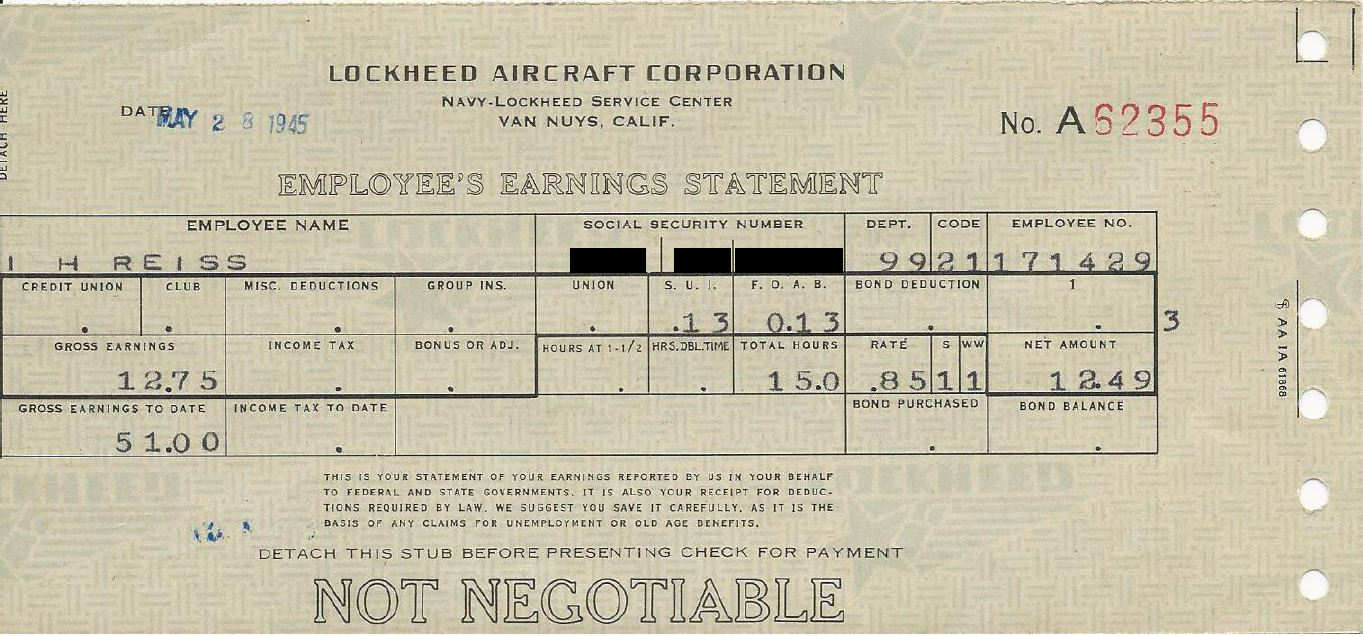 LOCKHEED AIRCRAFT CORPORATION
NAVY-LOCKHEED SERVICE CENTER
VAN NUYS, CALIF.
DATE MAY 28 1945
No. A62355
DETACH HERE
EMPLOYEE'S EARNINGS STATEMENT
EMPLOYEE NAME SOCIAL SECURITY NUMBER DEPT. CODE EMPLOYEE NO.
I H REISS 99 21 171429
CREDIT UNION CLUB MISC. DEDUCTIONS GROUP INS. UNION S. U. I. F. O. A. B. BOND DEDUCTION 1
. . . . . .13 0.13 . . 3
GROSS EARNINGS INCOME TAX BONUS OR ADJ. HOURS AT 1-1/2 HRS.DBL.TIME TOTAL HOURS RATE S WW NET AMOUNT
12.75 . . . . 15.0 .85 1 1 12.49
GROSS EARNINGS TO DATE INCOME TAX TO DATE BOND PURCHASED BOND BALANCE
51.00 . . .
THIS IS YOUR STATEMENT OF YOUR EARNINGS REPORTED BY US IN YOUR BEHALF
TO FEDERAL AND STATE GOVERNMENTS. IT IS ALSO YOUR RECEIPT FOR DEDUC-
TIONS REQUIRED BY LAW. WE SUGGEST YOU SAVE IT CAREFULLY, AS IT IS THE
BASIS OF ANY CLAIMS FOR UNEMPLOYMENT OR OLD AGE BENEFITS.
DETACH THIS STUB BEFORE PRESENTING CHECK FOR PAYMENT
NOT NEGOTIABLE
AA IA 61868
LOCKHEED
LOCKHEED